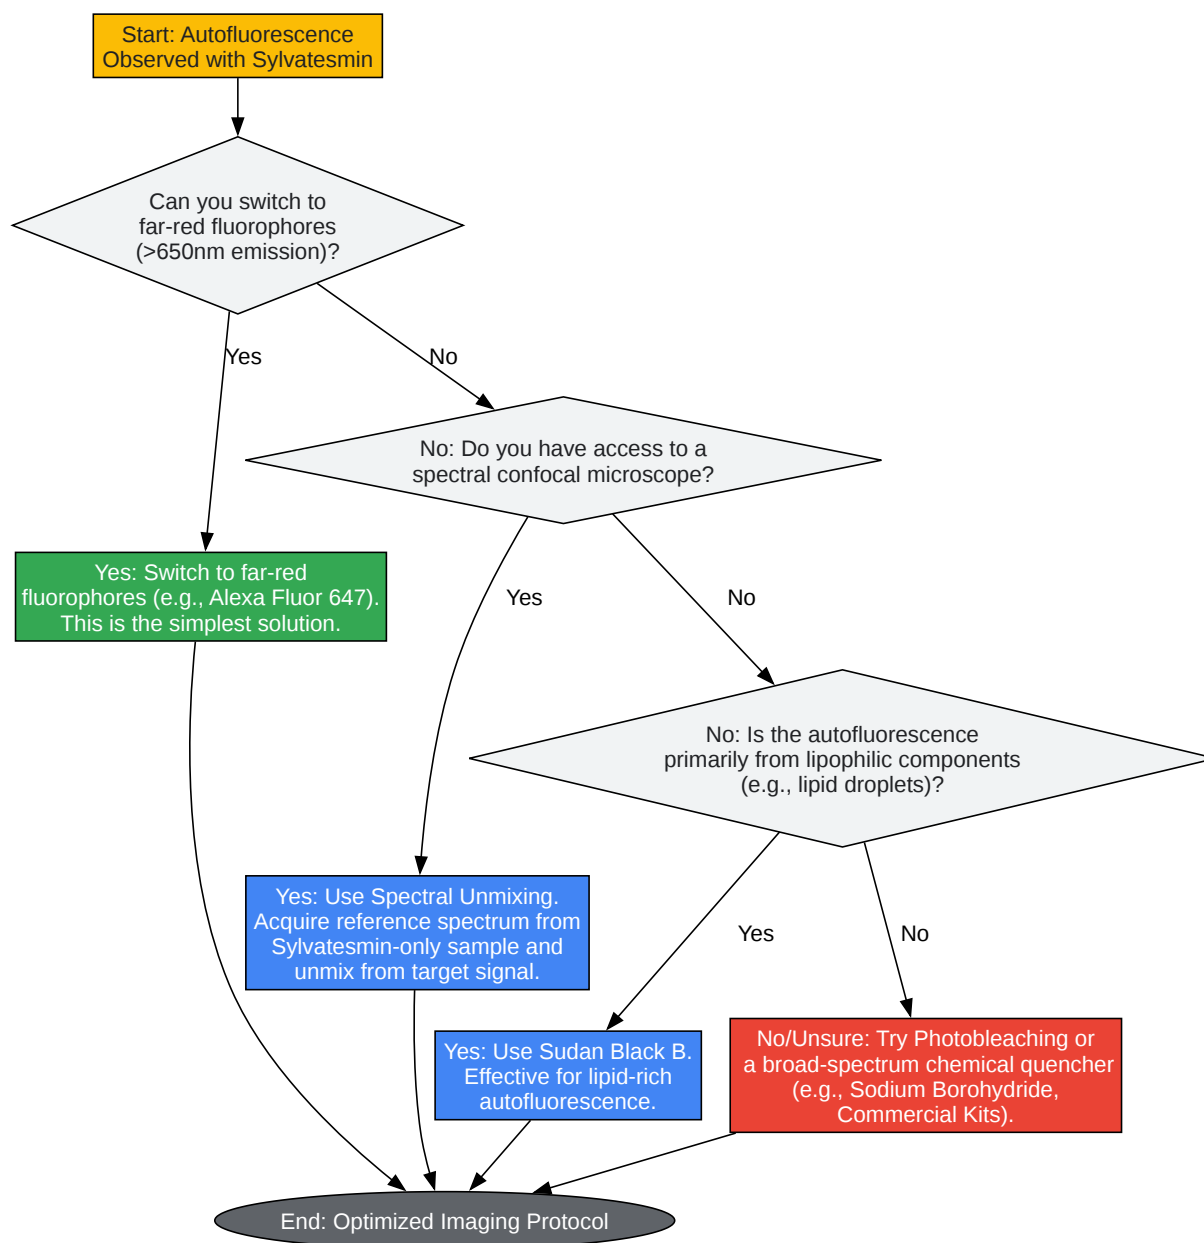 Start: Autofluorescence
Observed with Sylvatesmin
Can you switch to
far-red fluorophores
(>650nm emission)?
Yes
No
No: Do you have access to a
spectral confocal microscope?
Yes: Switch to far-red
fluorophores (e.g., Alexa Fluor 647).
This is the simplest solution.
Yes
No
No: Is the autofluorescence
primarily from lipophilic components
(e.g., lipid droplets)?
Yes: Use Spectral Unmixing.
Acquire reference spectrum from
Sylvatesmin-only sample and
unmix from target signal.
Yes
No
Yes: Use Sudan Black B.
Effective for lipid-rich
autofluorescence.
No/Unsure: Try Photobleaching or
a broad-spectrum chemical quencher
(e.g., Sodium Borohydride,
Commercial Kits).
End: Optimized Imaging Protocol